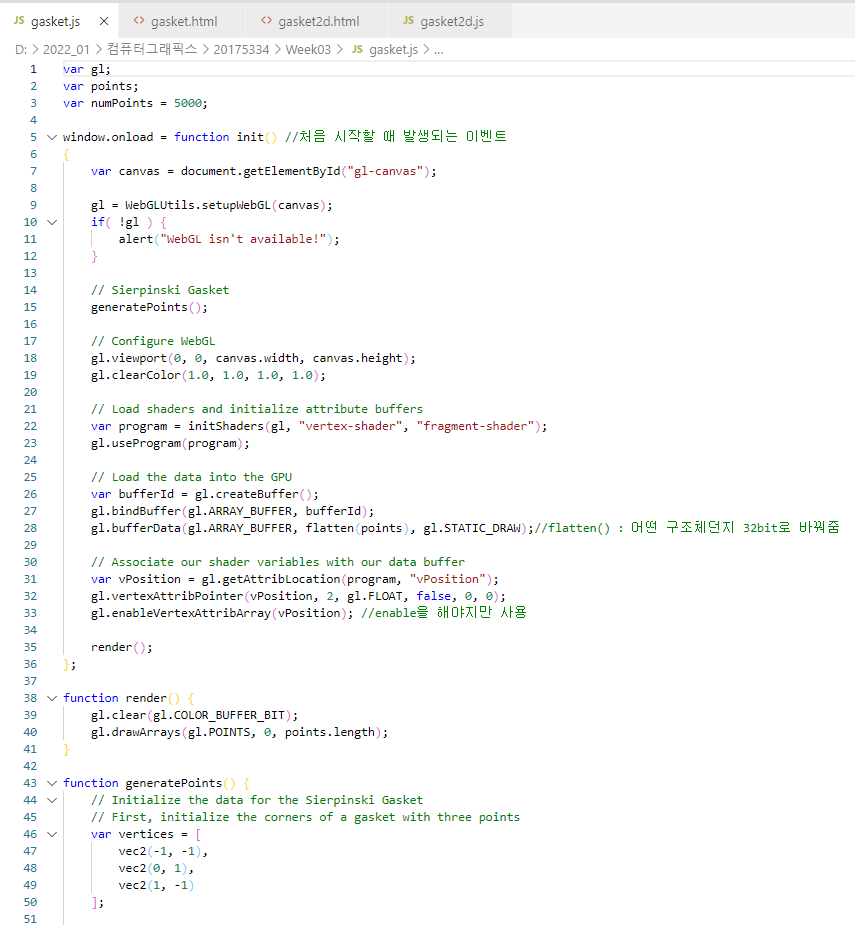 JS gasket.js × <> gasket.html <> gasket2d.html JS gasket2d.js
D: > 2022_01 > 컴퓨터그래픽스 > 20175334 > Week03 > JS gasket.js > ...
1 var gl;
2 var points;
3 var numPoints = 5000;
4
5 window.onload = function init() //처음 시작할 때 발생되는 이벤트
6 {
7 var canvas = document.getElementById("gl-canvas");
8
9 gl = WebGLUtils.setupWebGL(canvas);
10 if( !gl ) {
11 alert("WebGL isn't available!");
12 }
13
14 // Sierpinski Gasket
15 generatePoints();
16
17 // Configure WebGL
18 gl.viewport(0, 0, canvas.width, canvas.height);
19 gl.clearColor(1.0, 1.0, 1.0, 1.0);
20
21 // Load shaders and initialize attribute buffers
22 var program = initShaders(gl, "vertex-shader", "fragment-shader");
23 gl.useProgram(program);
24
25 // Load the data into the GPU
26 var bufferId = gl.createBuffer();
27 gl.bindBuffer(gl.ARRAY_BUFFER, bufferId);
28 gl.bufferData(gl.ARRAY_BUFFER, flatten(points), gl.STATIC_DRAW);//flatten() : 어떤 구조체던지 32bit로 바꿔줌
29
30 // Associate our shader variables with our data buffer
31 var vPosition = gl.getAttribLocation(program, "vPosition");
32 gl.vertexAttribPointer(vPosition, 2, gl.FLOAT, false, 0, 0);
33 gl.enableVertexAttribArray(vPosition); //enable을 해야지만 사용
34
35 render();
36 };
37
38 function render() {
39 gl.clear(gl.COLOR_BUFFER_BIT);
40 gl.drawArrays(gl.POINTS, 0, points.length);
41 }
42
43 function generatePoints() {
44 // Initialize the data for the Sierpinski Gasket
45 // First, initialize the corners of a gasket with three points
46 var vertices = [
47 vec2(-1, -1),
48 vec2(0, 1),
49 vec2(1, -1)
50 ];
51